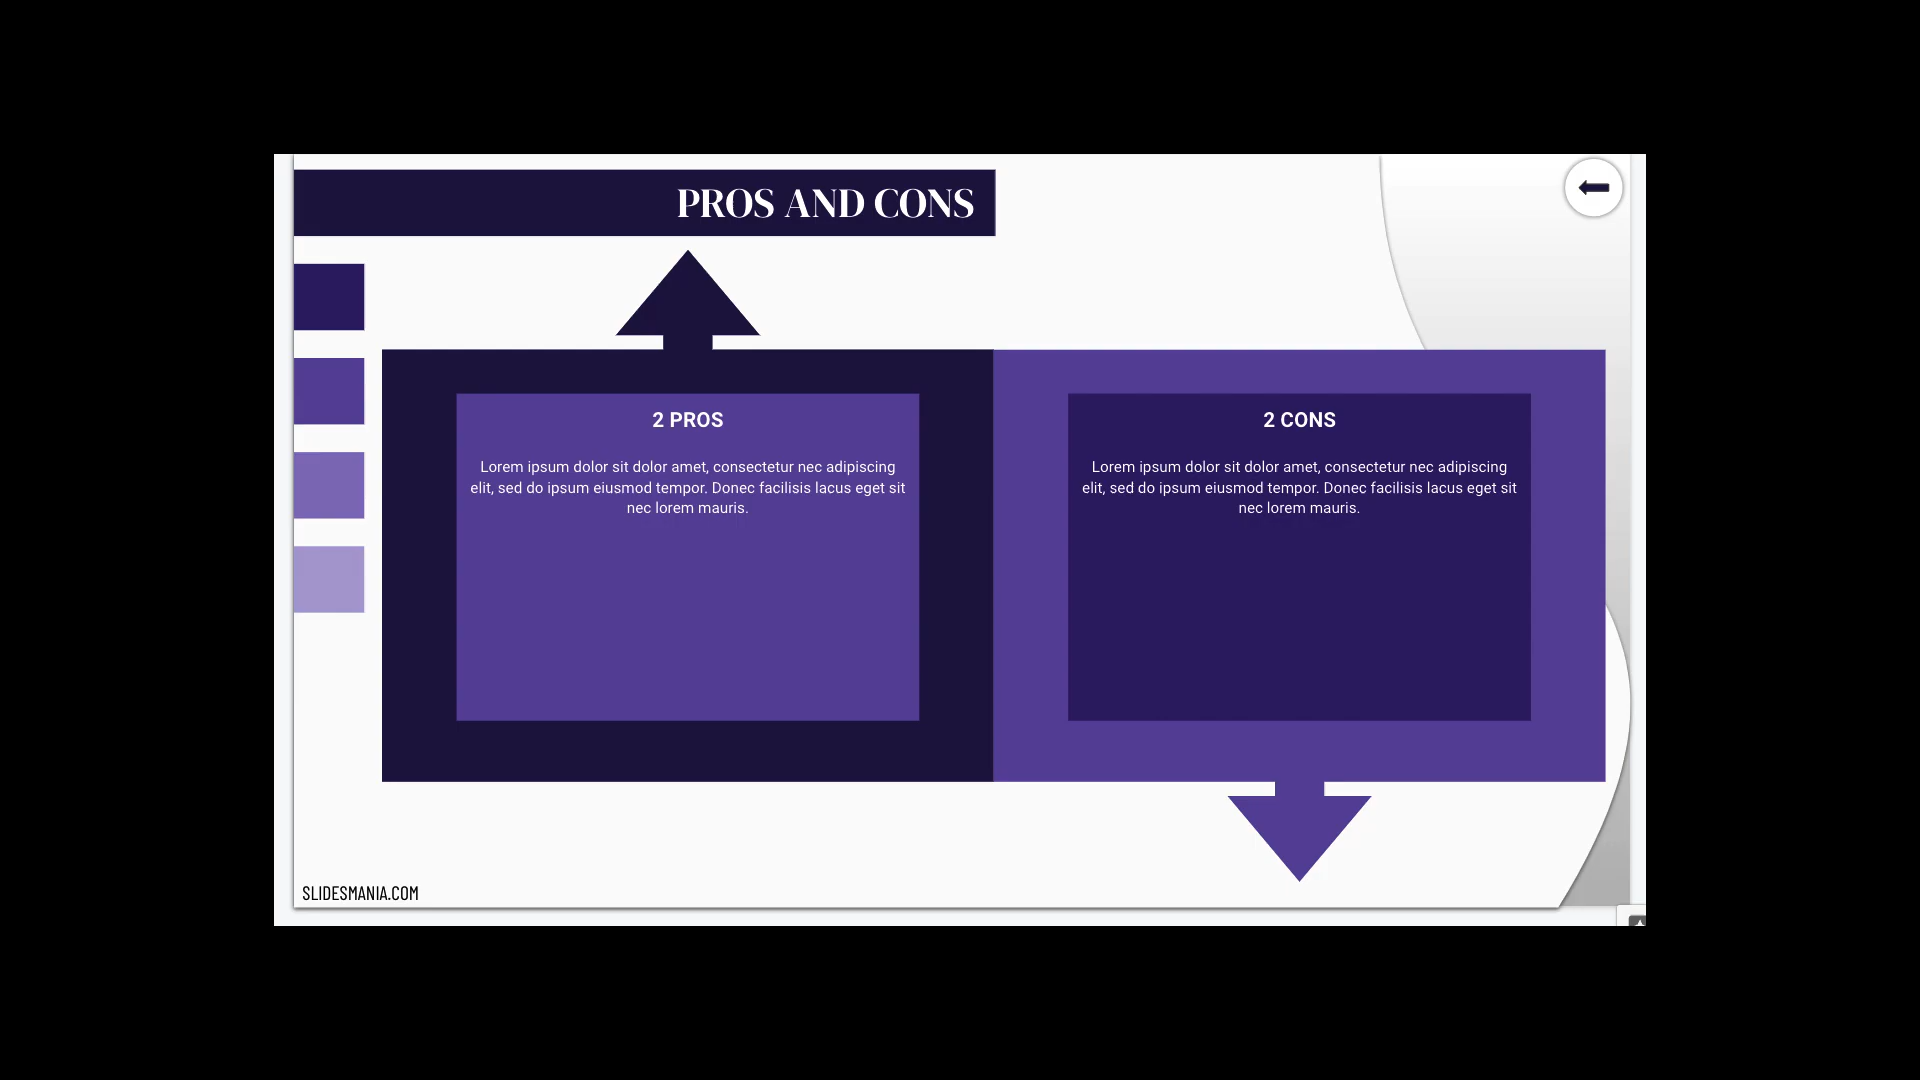 PROS AND CONS
2 PROS
Lorem ipsum dolor sit dolor amet, consectetur nec adipiscing
elit, sed do ipsum eiusmod tempor. Donec facilisis lacus eget sit
nec lorem mauris.
2 CONS
Lorem ipsum dolor sit dolor amet, consectetur nec adipiscing
elit, sed do ipsum eiusmod tempor. Donec facilisis lacus eget sit
nec lorem mauris.
SLIDESMANIA.COM